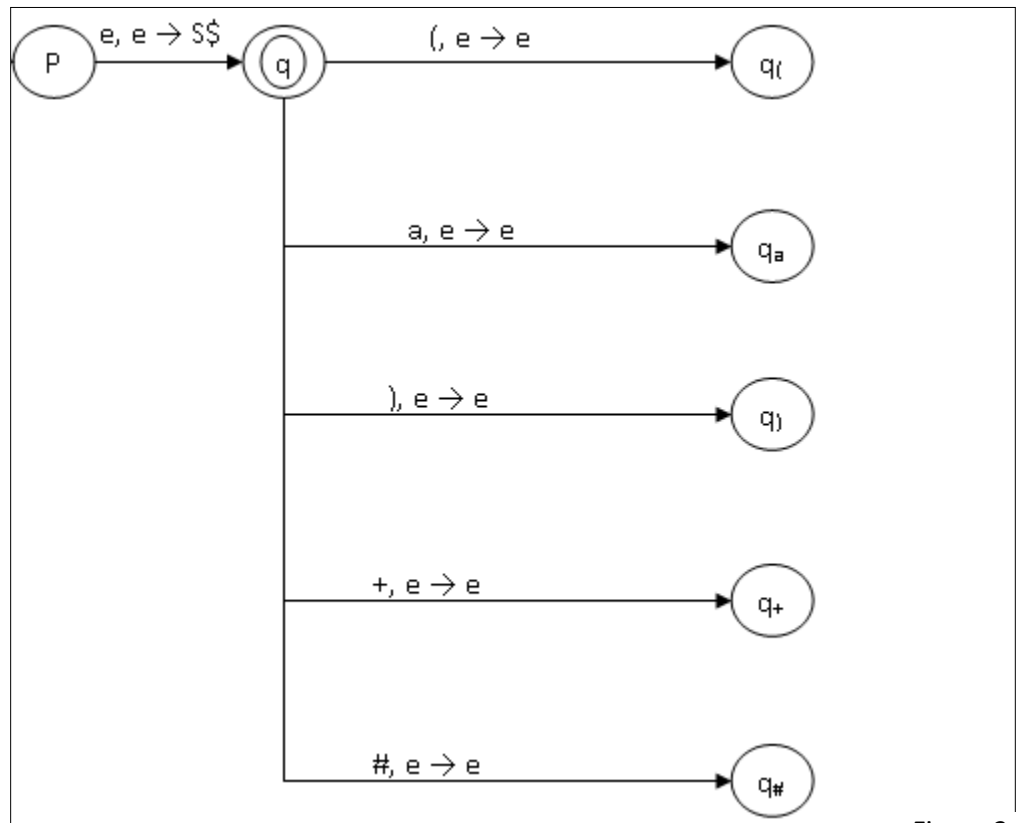 e, e → S$
(, e → e
P
q
q(
a, e → e
qa
), e → e
q)
+, e → e
q+
#, e → e
q#